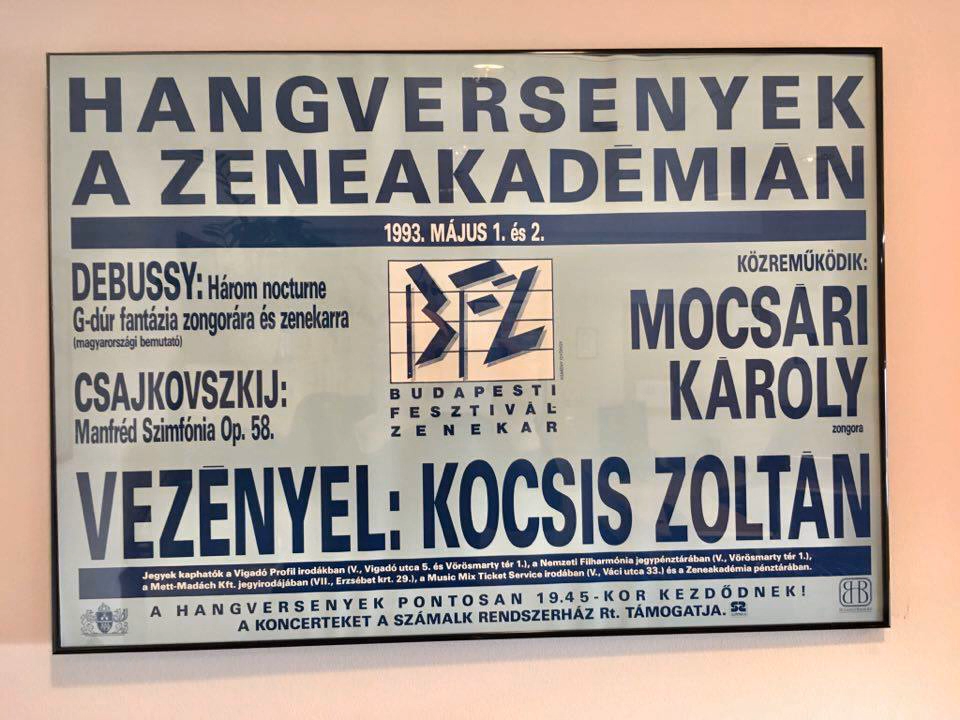 HANGVERSENYEK
A ZENEAKADÉMIÁN
1993. MÁJUS 1. és 2.
DEBUSSY: Három nocturne
G-dúr fantázia zongorára és zenekarra
(magyarországi bemutató)
CSAJKOVSZKIJ:
Manfréd Szimfónia Op. 58.
BFZ
BUDAPESTI
FESZTIVÁL
ZENEKAR
KÖZREMŰKÖDIK:
MOCSÁRI
KÁROLY
zongora
VEZÉNYEL: KOCSIS ZOLTÁN
Jegyek kaphatók a Vigadó Profil irodákban (V., Vigadó utca 5. és Vörösmarty tér 1.), a Nemzeti Filharmónia jegypénztárában (V., Vörösmarty tér 1.),
a Mett-Madách Kft. jegyirodájában (VII., Erzsébet krt. 29.), a Music Mix Ticket Service irodában (V., Váci utca 33.) és a Zeneakadémia pénztárában.
A HANGVERSENYEK PONTOSAN 19.45-KOR KEZDŐDNEK!
A KONCERTEKET A SZÁMALK RENDSZERHÁZ Rt. TÁMOGATJA.